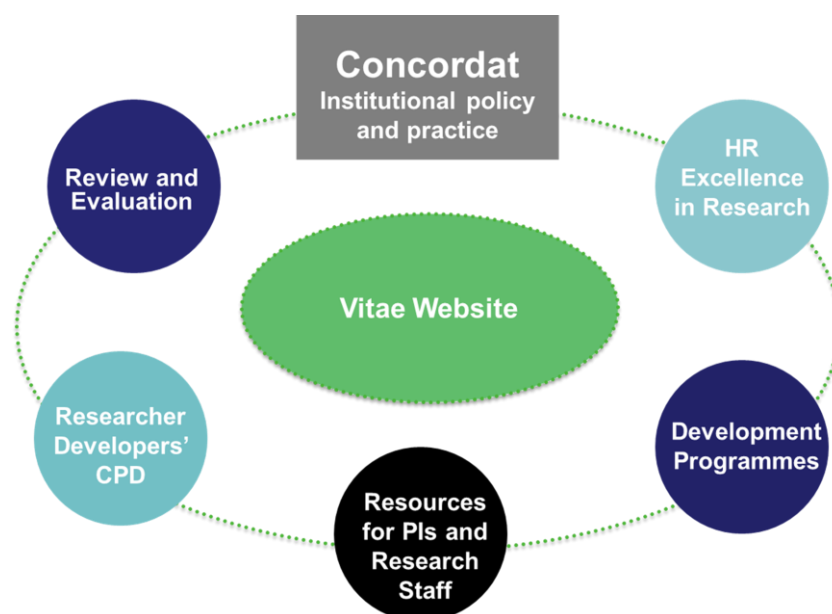 Concordat
Institutional policy
and practice
HR
Excellence
in Research
Review and
Evaluation
Vitae Website
Researcher
Developers’
CPD
Development
Programmes
Resources
for PIs and
Research
Staff